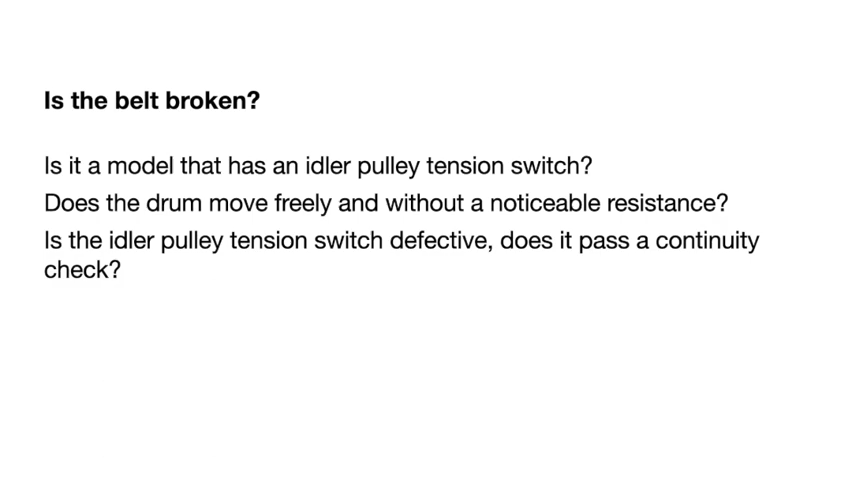 Is the belt broken?
Is it a model that has an idler pulley tension switch?
Does the drum move freely and without a noticeable resistance?
Is the idler pulley tension switch defective, does it pass a continuity
check?